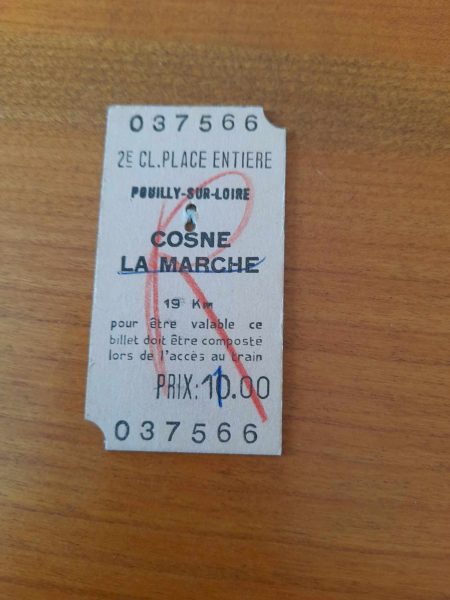 037566
2E CL.PLACE ENTIERE
POUILLY-SUR-LOIRE
COSNE
LA MARCHE
19 Km
pour être valable ce
billet doit être composté
lors de l'accès au train
PRIX: 10.00
R
037566